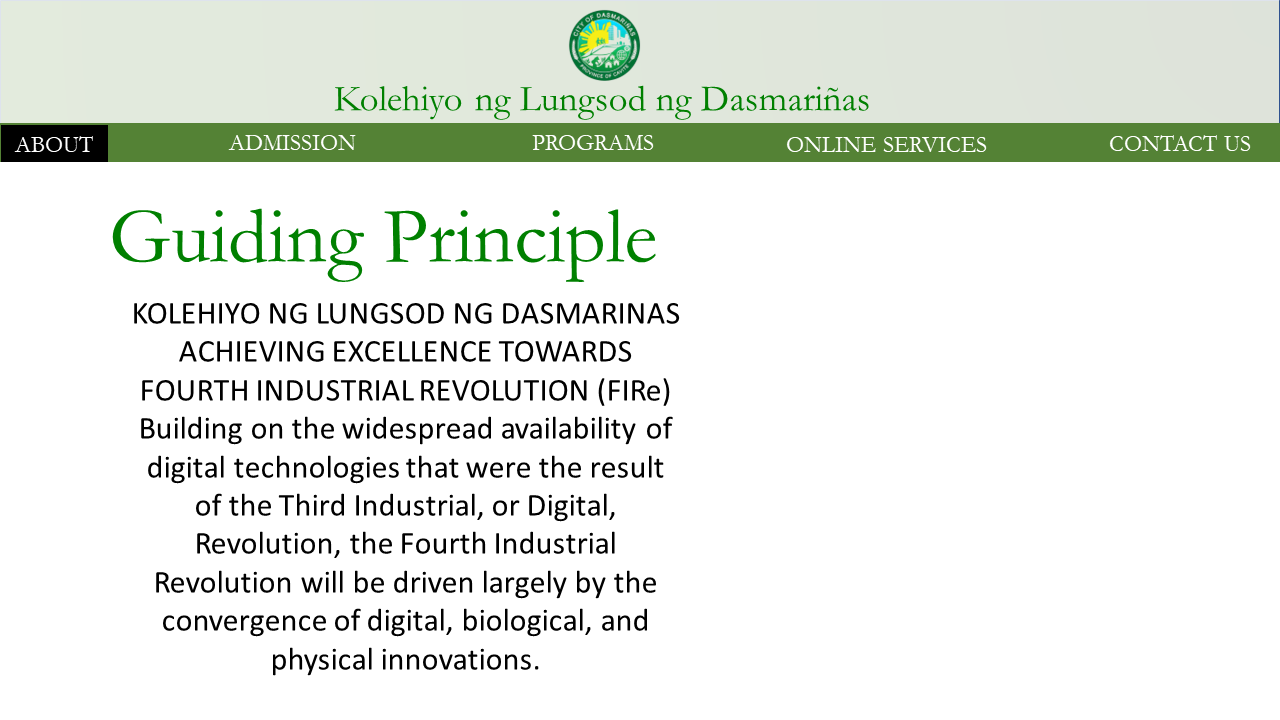 CITY OF DASMARIÑAS
PROVINCE OF CAVITE
Kolehiyo ng Lungsod ng Dasmariñas
ABOUT ADMISSION PROGRAMS ONLINE SERVICES CONTACT US
Guiding Principle
KOLEHIYO NG LUNGSOD NG DASMARINAS
ACHIEVING EXCELLENCE TOWARDS
FOURTH INDUSTRIAL REVOLUTION (FIRe)
Building on the widespread availability of
digital technologies that were the result
of the Third Industrial, or Digital,
Revolution, the Fourth Industrial
Revolution will be driven largely by the
convergence of digital, biological, and
physical innovations.